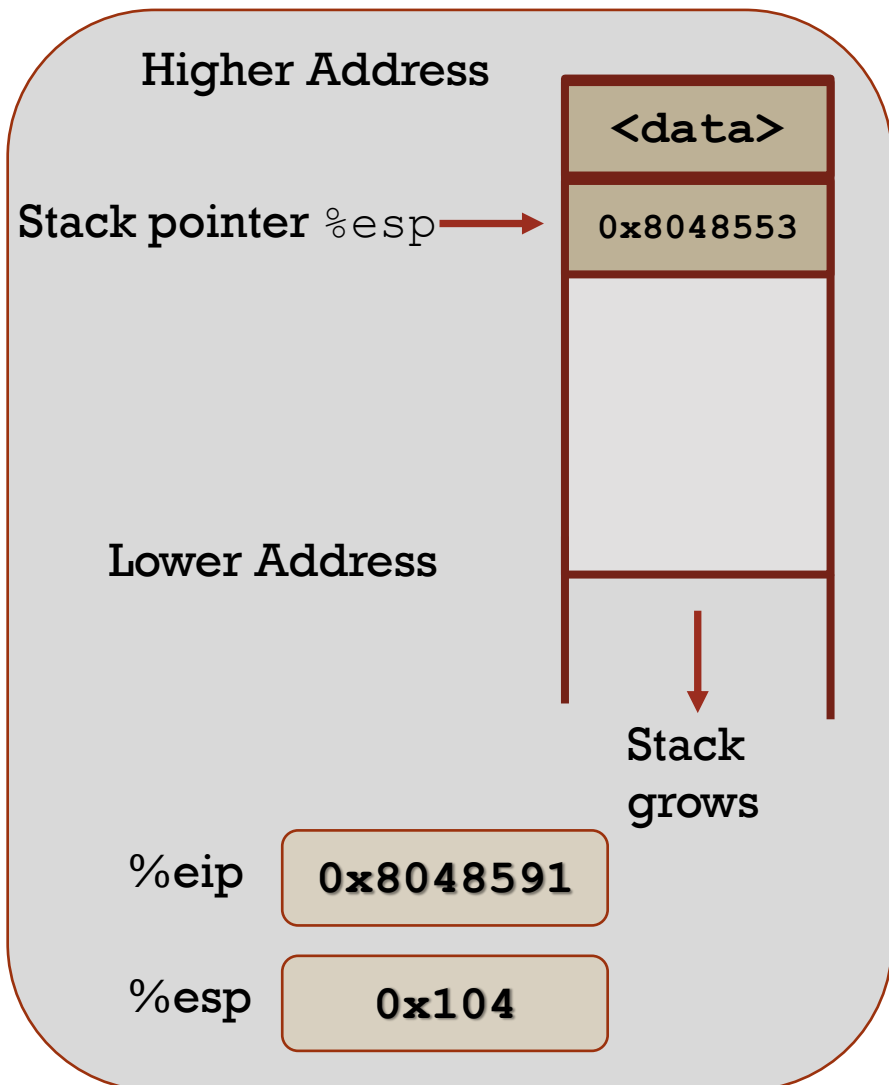 Higher Address
<data>
Stack pointer %esp
0x8048553
Lower Address
Stack
grows
%eip
0x8048591
%esp
0x104